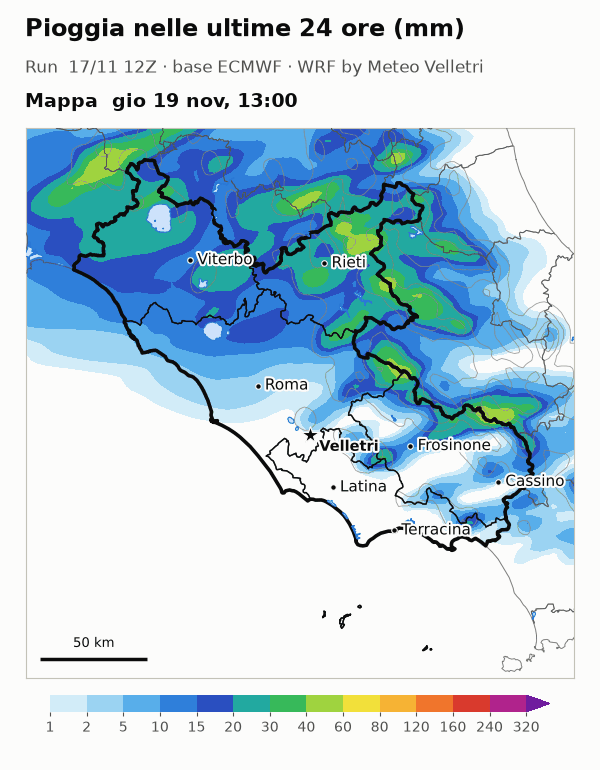 Pioggia nelle ultime 24 ore (mm)
Run  17/11 12Z · base ECMWF · WRF by Meteo Velletri
Mappa  gio 19 nov, 13:00
Viterbo
Rieti
Roma
Velletri
Frosinone
Latina
Cassino
Terracina
50 km
1 2 5 10 15 20 30 40 60 80 120 160 240 320